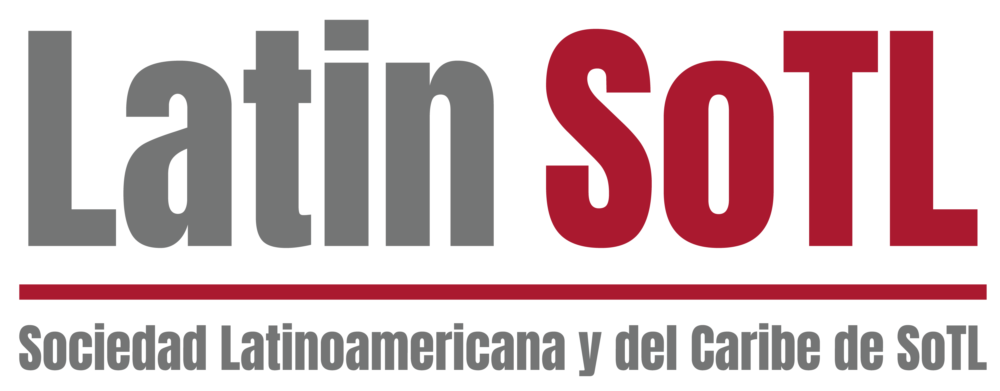 Latin SoTL
Sociedad Latinoamericana y del Caribe de SoTL